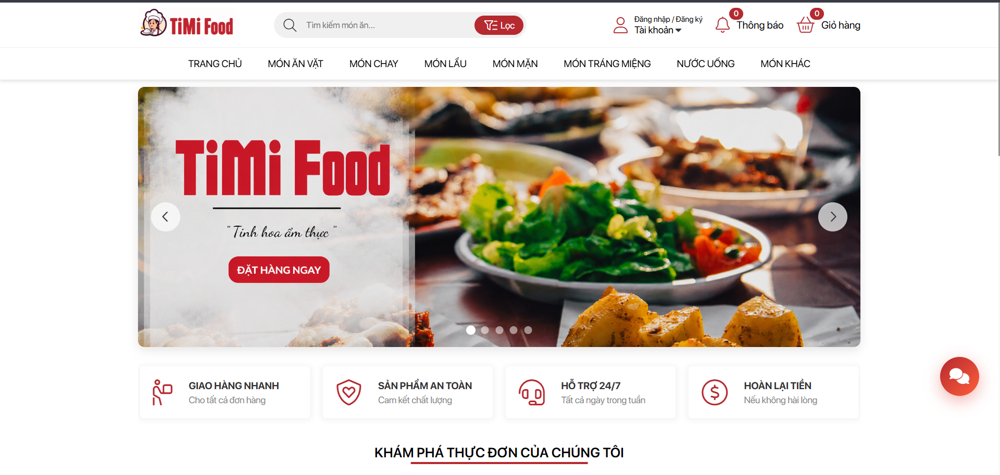 TiMi Food
Tìm kiếm món ăn...
Lọc
Đăng nhập / Đăng ký
Tài khoản
0
Thông báo
0
Giỏ hàng
TRANG CHỦ
MÓN ĂN VẶT
MÓN CHAY
MÓN LẨU
MÓN MẶN
MÓN TRÁNG MIỆNG
NƯỚC UỐNG
MÓN KHÁC
TiMi Food
" Tinh hoa ẩm thực "
ĐẶT HÀNG NGAY
GIAO HÀNG NHANH
Cho tất cả đơn hàng
SẢN PHẨM AN TOÀN
Cam kết chất lượng
HỖ TRỢ 24/7
Tất cả ngày trong tuần
HOÀN LẠI TIỀN
Nếu không hài lòng
KHÁM PHÁ THỰC ĐƠN CỦA CHÚNG TÔI